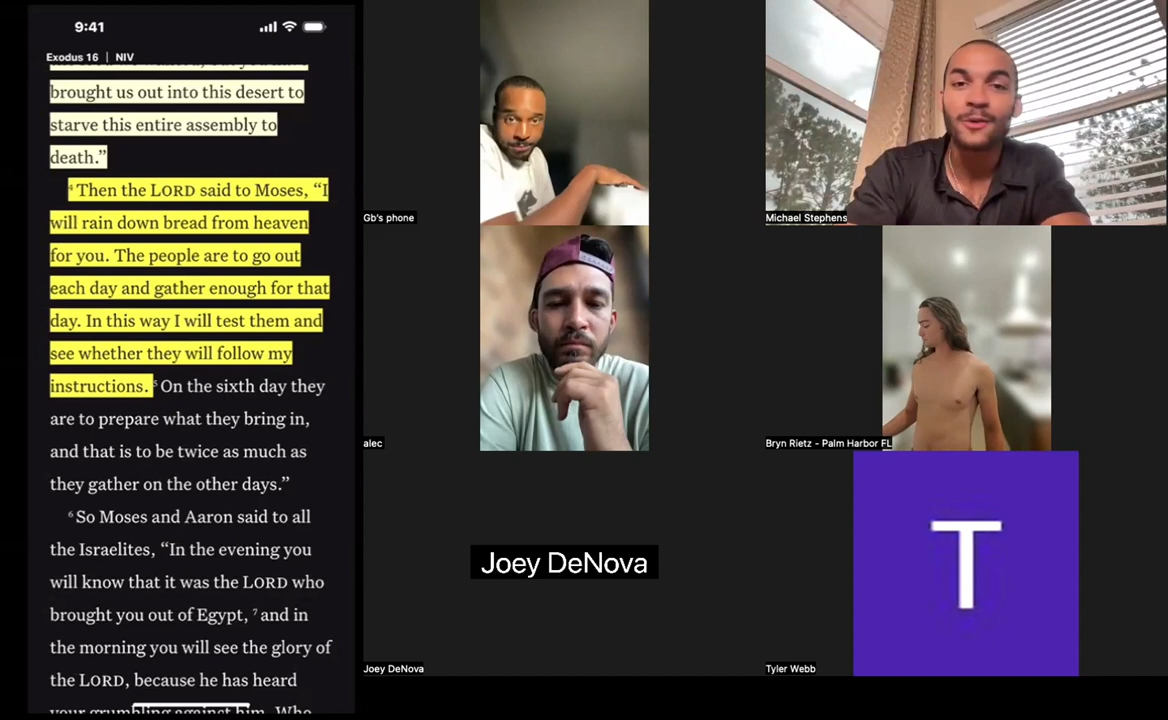 9:41
Exodus 16 | NIV
brought us out into this desert to
starve this entire assembly to
death.”
4 Then the LORD said to Moses, “I
will rain down bread from heaven
for you. The people are to go out
each day and gather enough for that
day. In this way I will test them and
see whether they will follow my
instructions. 5 On the sixth day they
are to prepare what they bring in,
and that is to be twice as much as
they gather on the other days.”
6 So Moses and Aaron said to all
the Israelites, “In the evening you
will know that it was the LORD who
brought you out of Egypt, 7 and in
the morning you will see the glory of
the LORD, because he has heard
your grumbling against him. Who
Gb's phone
Michael Stephens
alec
Bryn Rietz - Palm Harbor FL
Joey DeNova
T
Joey DeNova
Tyler Webb